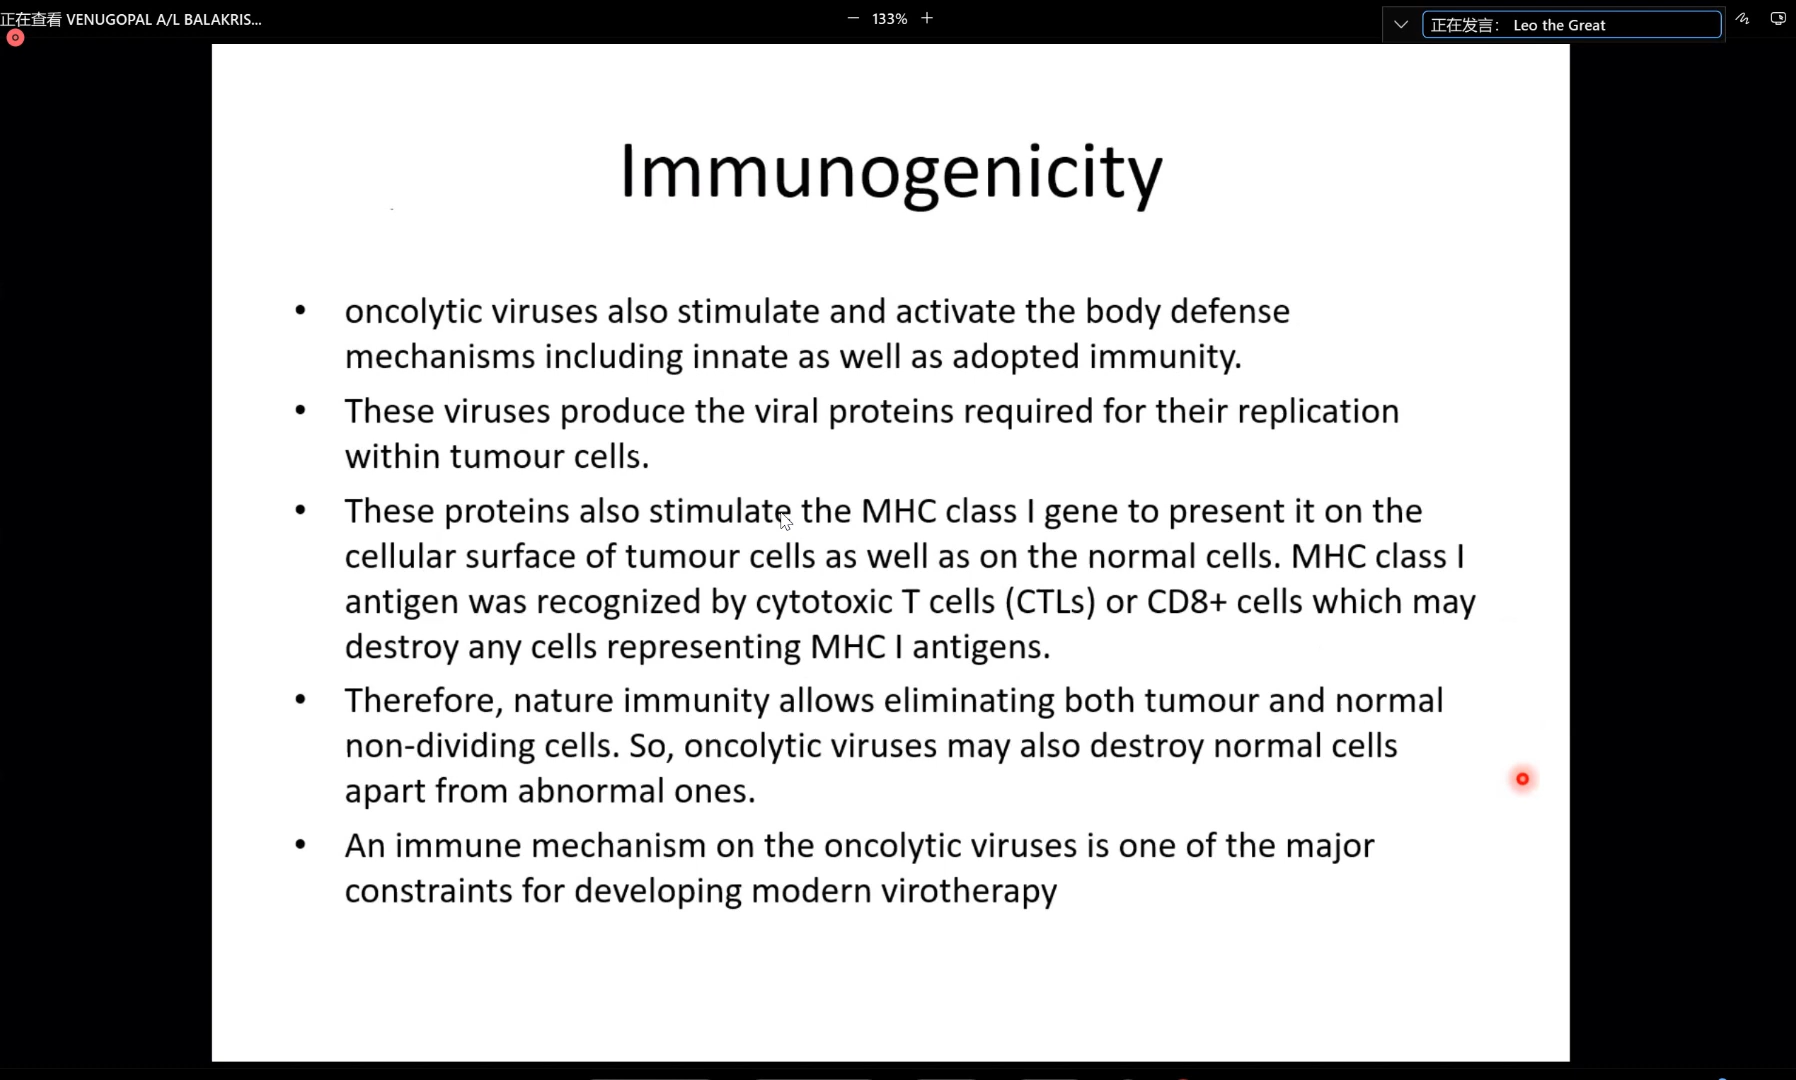 正在查看 VENUGOPAL A/L BALAKRIS...
133%
正在发言: Leo the Great
Immunogenicity
• oncolytic viruses also stimulate and activate the body defense
mechanisms including innate as well as adopted immunity.
• These viruses produce the viral proteins required for their replication
within tumour cells.
• These proteins also stimulate the MHC class I gene to present it on the
cellular surface of tumour cells as well as on the normal cells. MHC class I
antigen was recognized by cytotoxic T cells (CTLs) or CD8+ cells which may
destroy any cells representing MHC I antigens.
• Therefore, nature immunity allows eliminating both tumour and normal
non-dividing cells. So, oncolytic viruses may also destroy normal cells
apart from abnormal ones.
• An immune mechanism on the oncolytic viruses is one of the major
constraints for developing modern virotherapy